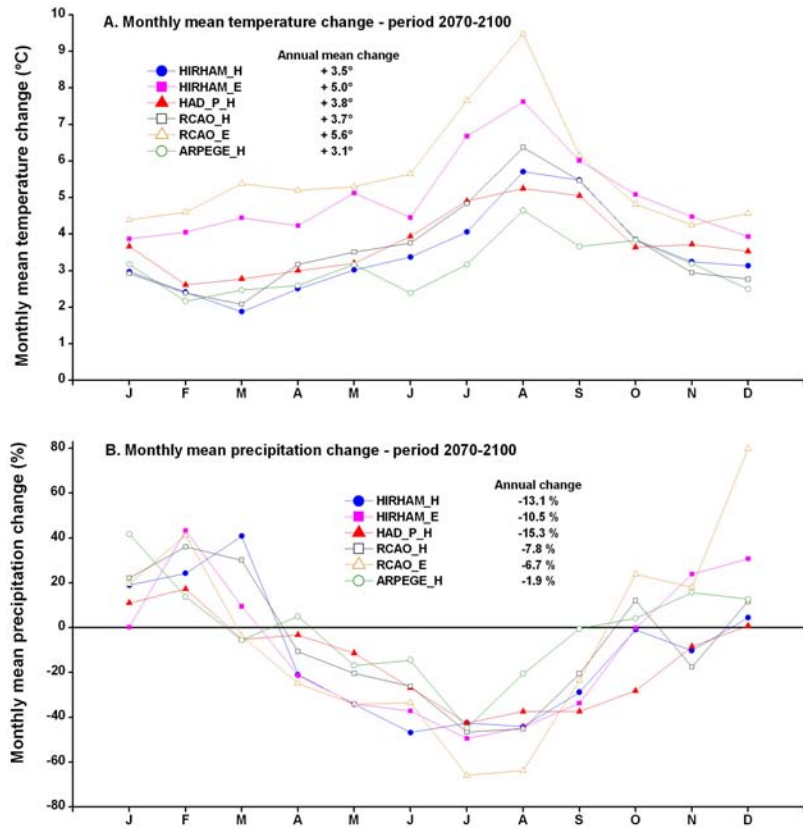 A. Monthly mean temperature change - period 2070-2100
Annual mean change
HIRHAM_H + 3.5°
HIRHAM_E + 5.0°
HAD_P_H + 3.8°
RCAO_H + 3.7°
RCAO_E + 5.6°
ARPEGE_H + 3.1°
Monthly mean temperature change (°C)
10
9
8
7
6
5
4
3
2
1
0
J F M A M J J A S O N D
B. Monthly mean precipitation change - period 2070-2100
Annual change
HIRHAM_H -13.1 %
HIRHAM_E -10.5 %
HAD_P_H -15.3 %
RCAO_H -7.8 %
RCAO_E -6.7 %
ARPEGE_H -1.9 %
Monthly mean precipitation change (%)
80
60
40
20
0
-20
-40
-60
-80
J F M A M J J A S O N D